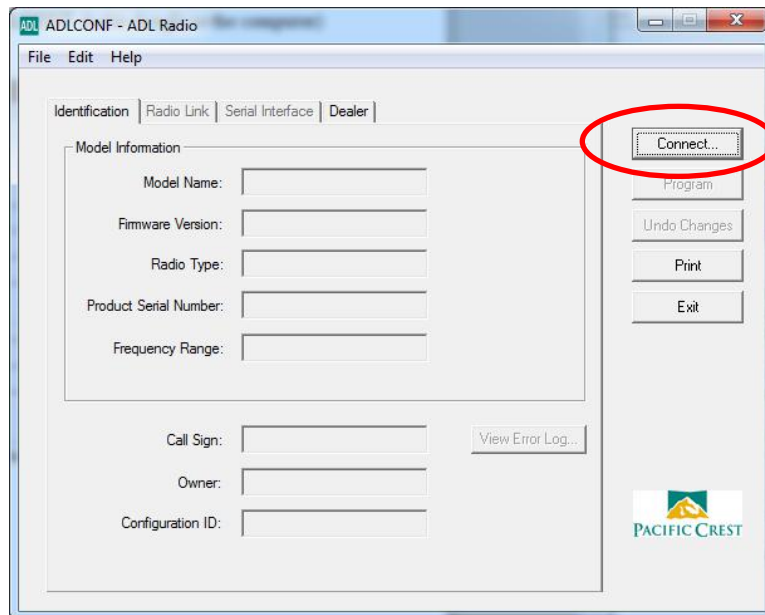 ADL ADLCONF - ADL Radio
File Edit Help
Identification Radio Link Serial Interface Dealer
Model Information
Model Name:
Firmware Version:
Radio Type:
Product Serial Number:
Frequency Range:
Call Sign:
View Error Log...
Owner:
Configuration ID:
Connect...
Program
Undo Changes
Print
Exit
PACIFIC CREST